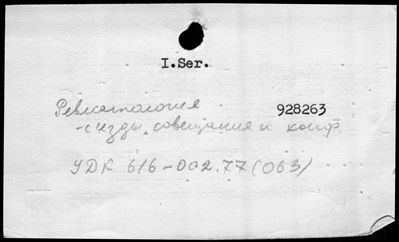 I.Ser.
Ревматология 928263
-съезды, совещания и конф.
УДК 616-002.77(063)